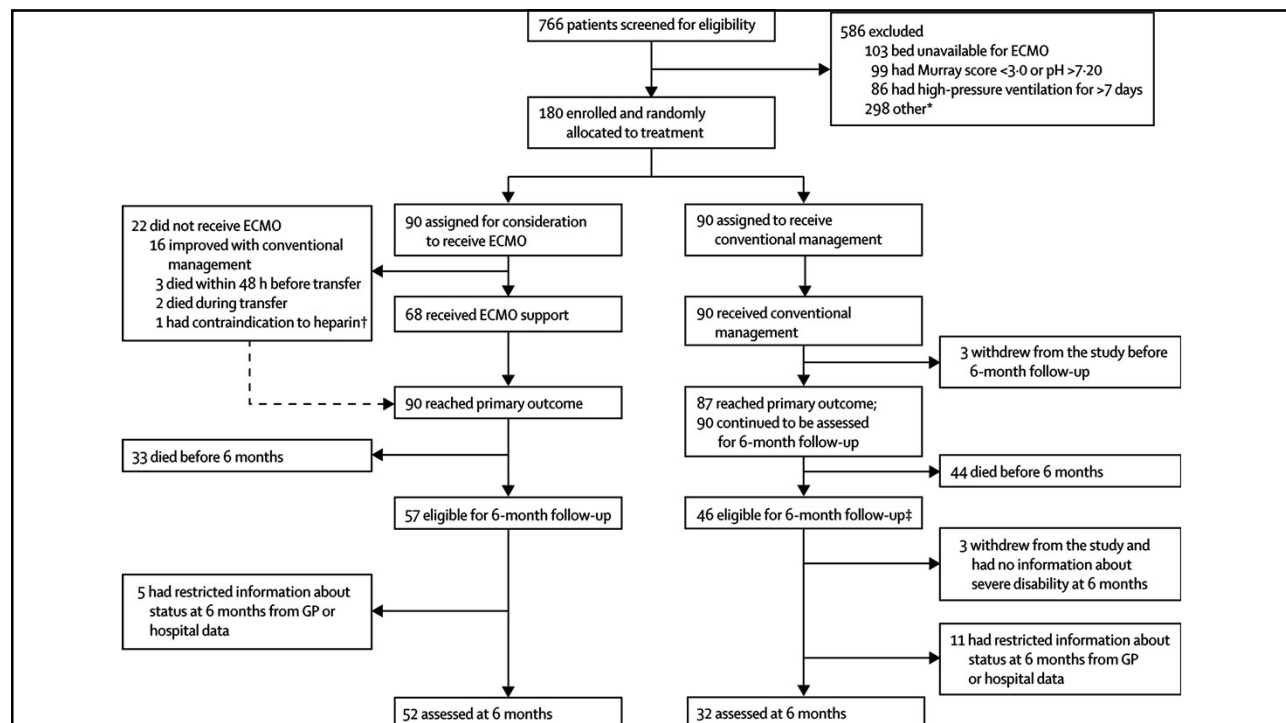 766 patients screened for eligibility
586 excluded
103 bed unavailable for ECMO
99 had Murray score <3·0 or pH >7·20
86 had high-pressure ventilation for >7 days
298 other*
180 enrolled and randomly
allocated to treatment
90 assigned for consideration
to receive ECMO
90 assigned to receive
conventional management
22 did not receive ECMO
16 improved with conventional
management
3 died within 48 h before transfer
2 died during transfer
1 had contraindication to heparin†
68 received ECMO support
90 received conventional
management
3 withdrew from the study before
6-month follow-up
90 reached primary outcome
87 reached primary outcome;
90 continued to be assessed
for 6-month follow-up
33 died before 6 months
44 died before 6 months
57 eligible for 6-month follow-up
46 eligible for 6-month follow-up‡
3 withdrew from the study and
had no information about
severe disability at 6 months
5 had restricted information about
status at 6 months from GP or
hospital data
11 had restricted information about
status at 6 months from GP
or hospital data
52 assessed at 6 months
32 assessed at 6 months